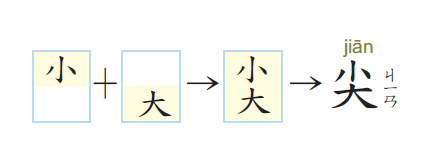 jiān
小 + 大 → 小大 → 尖 ㄐㄧㄢ